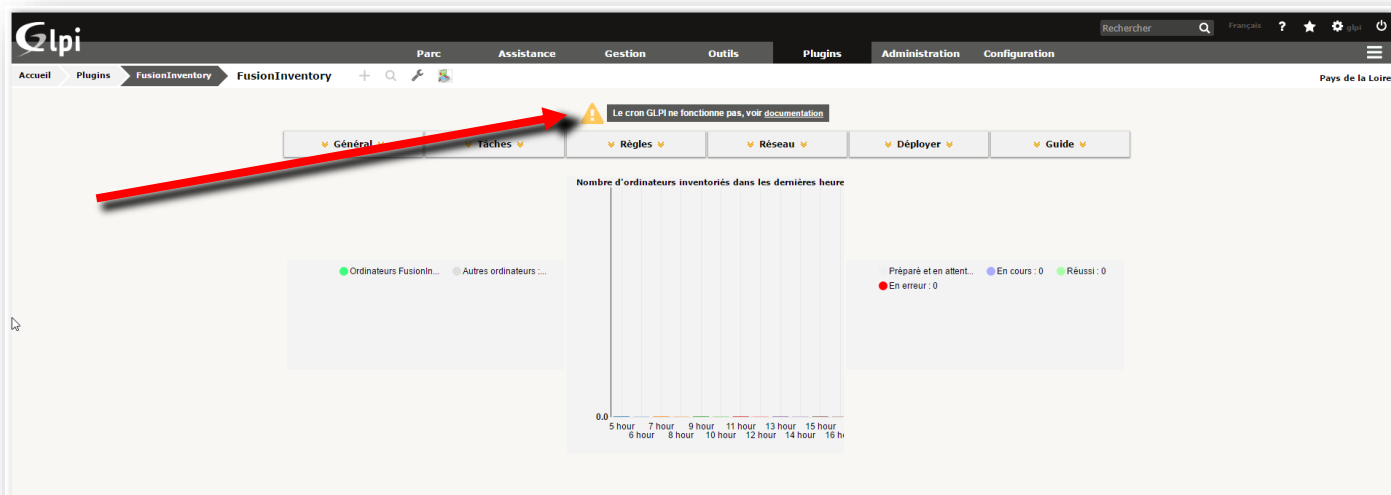 Glpi
Rechercher Français ? glpi
Parc Assistance Gestion Outils Plugins Administration Configuration
Accueil Plugins FusionInventory FusionInventory
Pays de la Loire
Le cron GLPI ne fonctionne pas, voir documentation
Général Tâches Règles Réseau Déployer Guide
Nombre d'ordinateurs inventoriés dans les dernières heure
Ordinateurs FusionIn... Autres ordinateurs :...
Préparé et en attent... En cours : 0 Réussi : 0
En erreur : 0
0.0
5 hour 7 hour 9 hour 11 hour 13 hour 15 hour
6 hour 8 hour 10 hour 12 hour 14 hour 16 h